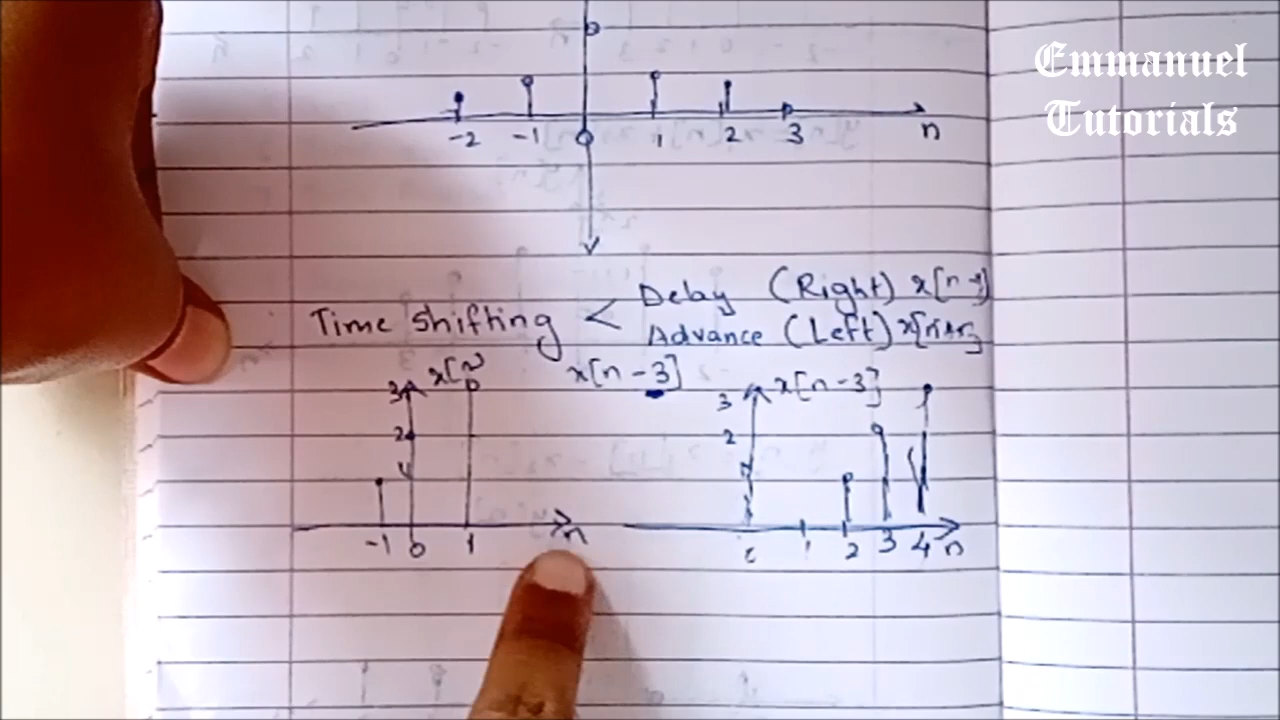 Emmanuel
Tutorials
-2 -1 0 1 2 3 n
Time Shifting < Delay (Right)
Advance (Left)
x[n-3]
3 x[n
2
-1 0 1 n
3 x[n-3]
2
1 2 3 4 n